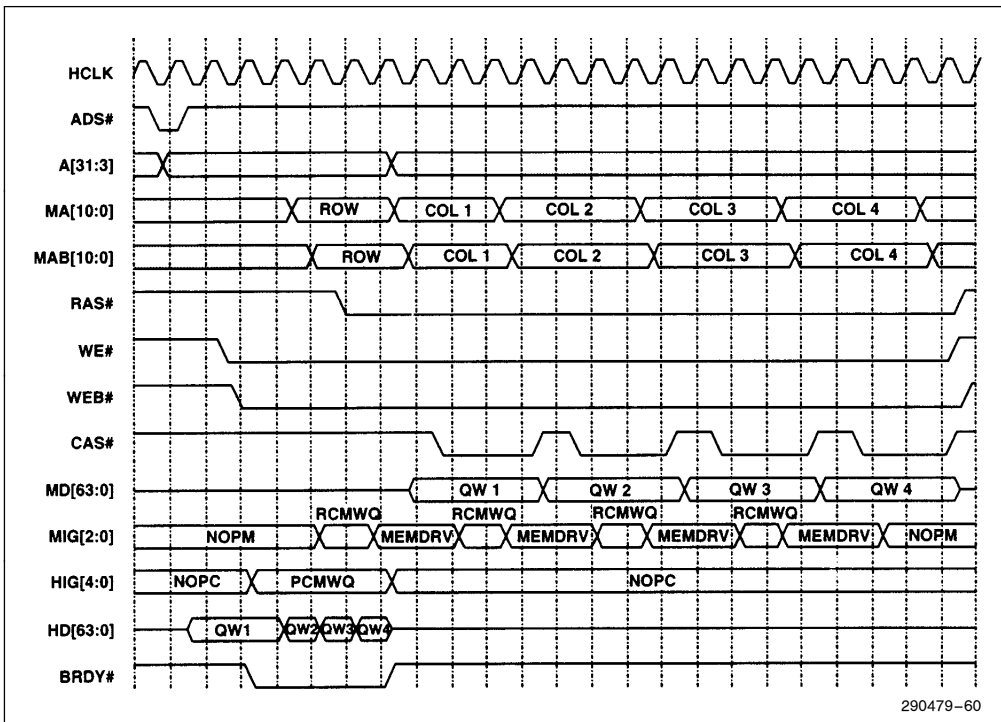 HCLK
ADS#
A[31:3]
MA[10:0] ROW COL 1 COL 2 COL 3 COL 4
MAB[10:0] ROW COL 1 COL 2 COL 3 COL 4
RAS#
WE#
WEB#
CAS#
MD[63:0] QW 1 QW 2 QW 3 QW 4
RCMWQ RCMWQ RCMWQ RCMWQ
MIG[2:0] NOPM MEMDRV MEMDRV MEMDRV MEMDRV NOPM
HIG[4:0] NOPC PCMWQ NOPC
HD[63:0] QW1 QW2 QW3 QW4
BRDY#
290479-60